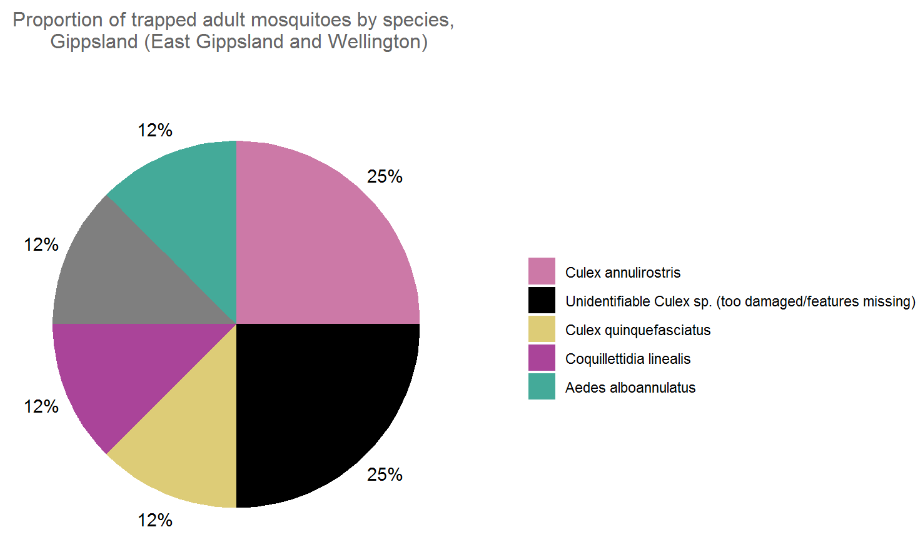 Proportion of trapped adult mosquitoes by species,
Gippsland (East Gippsland and Wellington)
12%
25%
12%
12%
25%
12%
Culex annulirostris
Unidentifiable Culex sp. (too damaged/features missing)
Culex quinquefasciatus
Coquillettidia linealis
Aedes alboannulatus